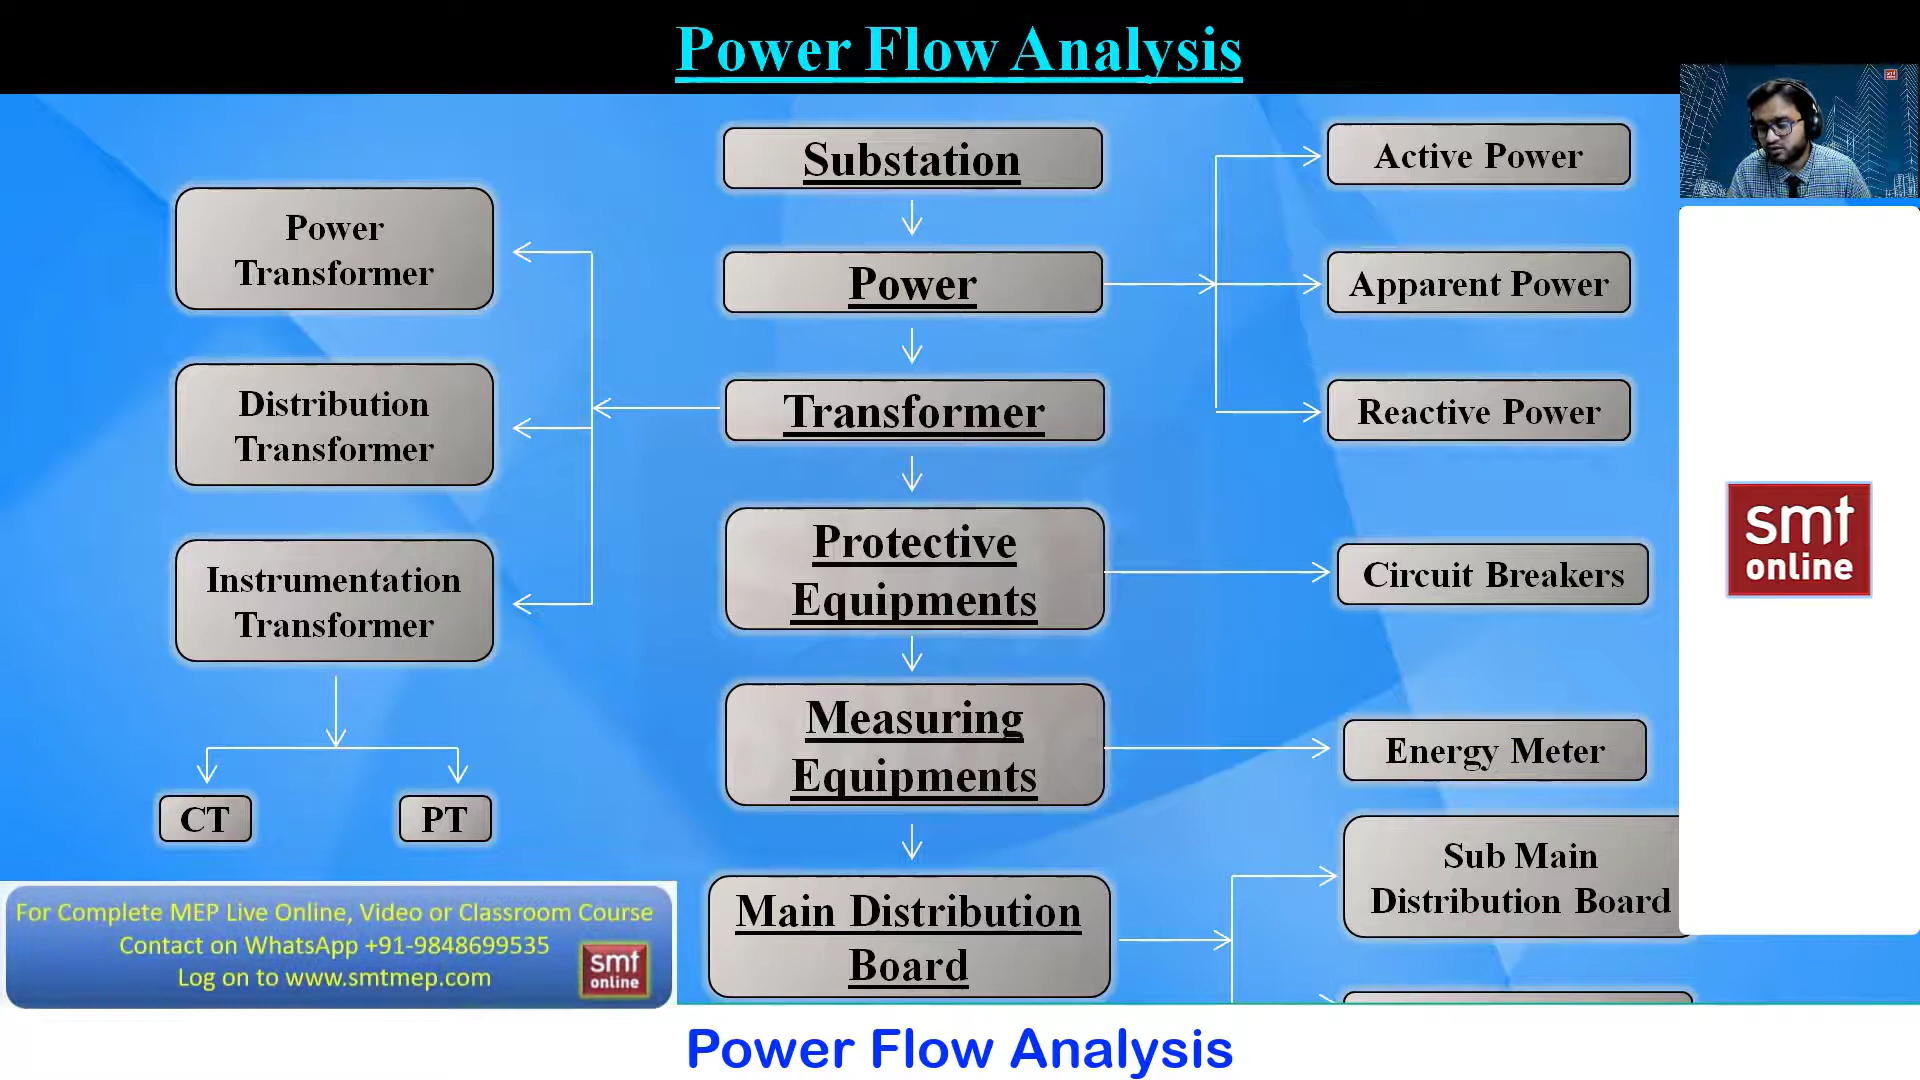 Power Flow Analysis
Substation
Power
Transformer
Protective
Equipments
Measuring
Equipments
Main Distribution
Board
Power
Transformer
Distribution
Transformer
Instrumentation
Transformer
CT
PT
Active Power
Apparent Power
Reactive Power
Circuit Breakers
Energy Meter
Sub Main
Distribution Board
smt
online
For Complete MEP Live Online, Video or Classroom Course
Contact on WhatsApp +91-9848699535
Log on to www.smtmep.com
smt
online
Power Flow Analysis